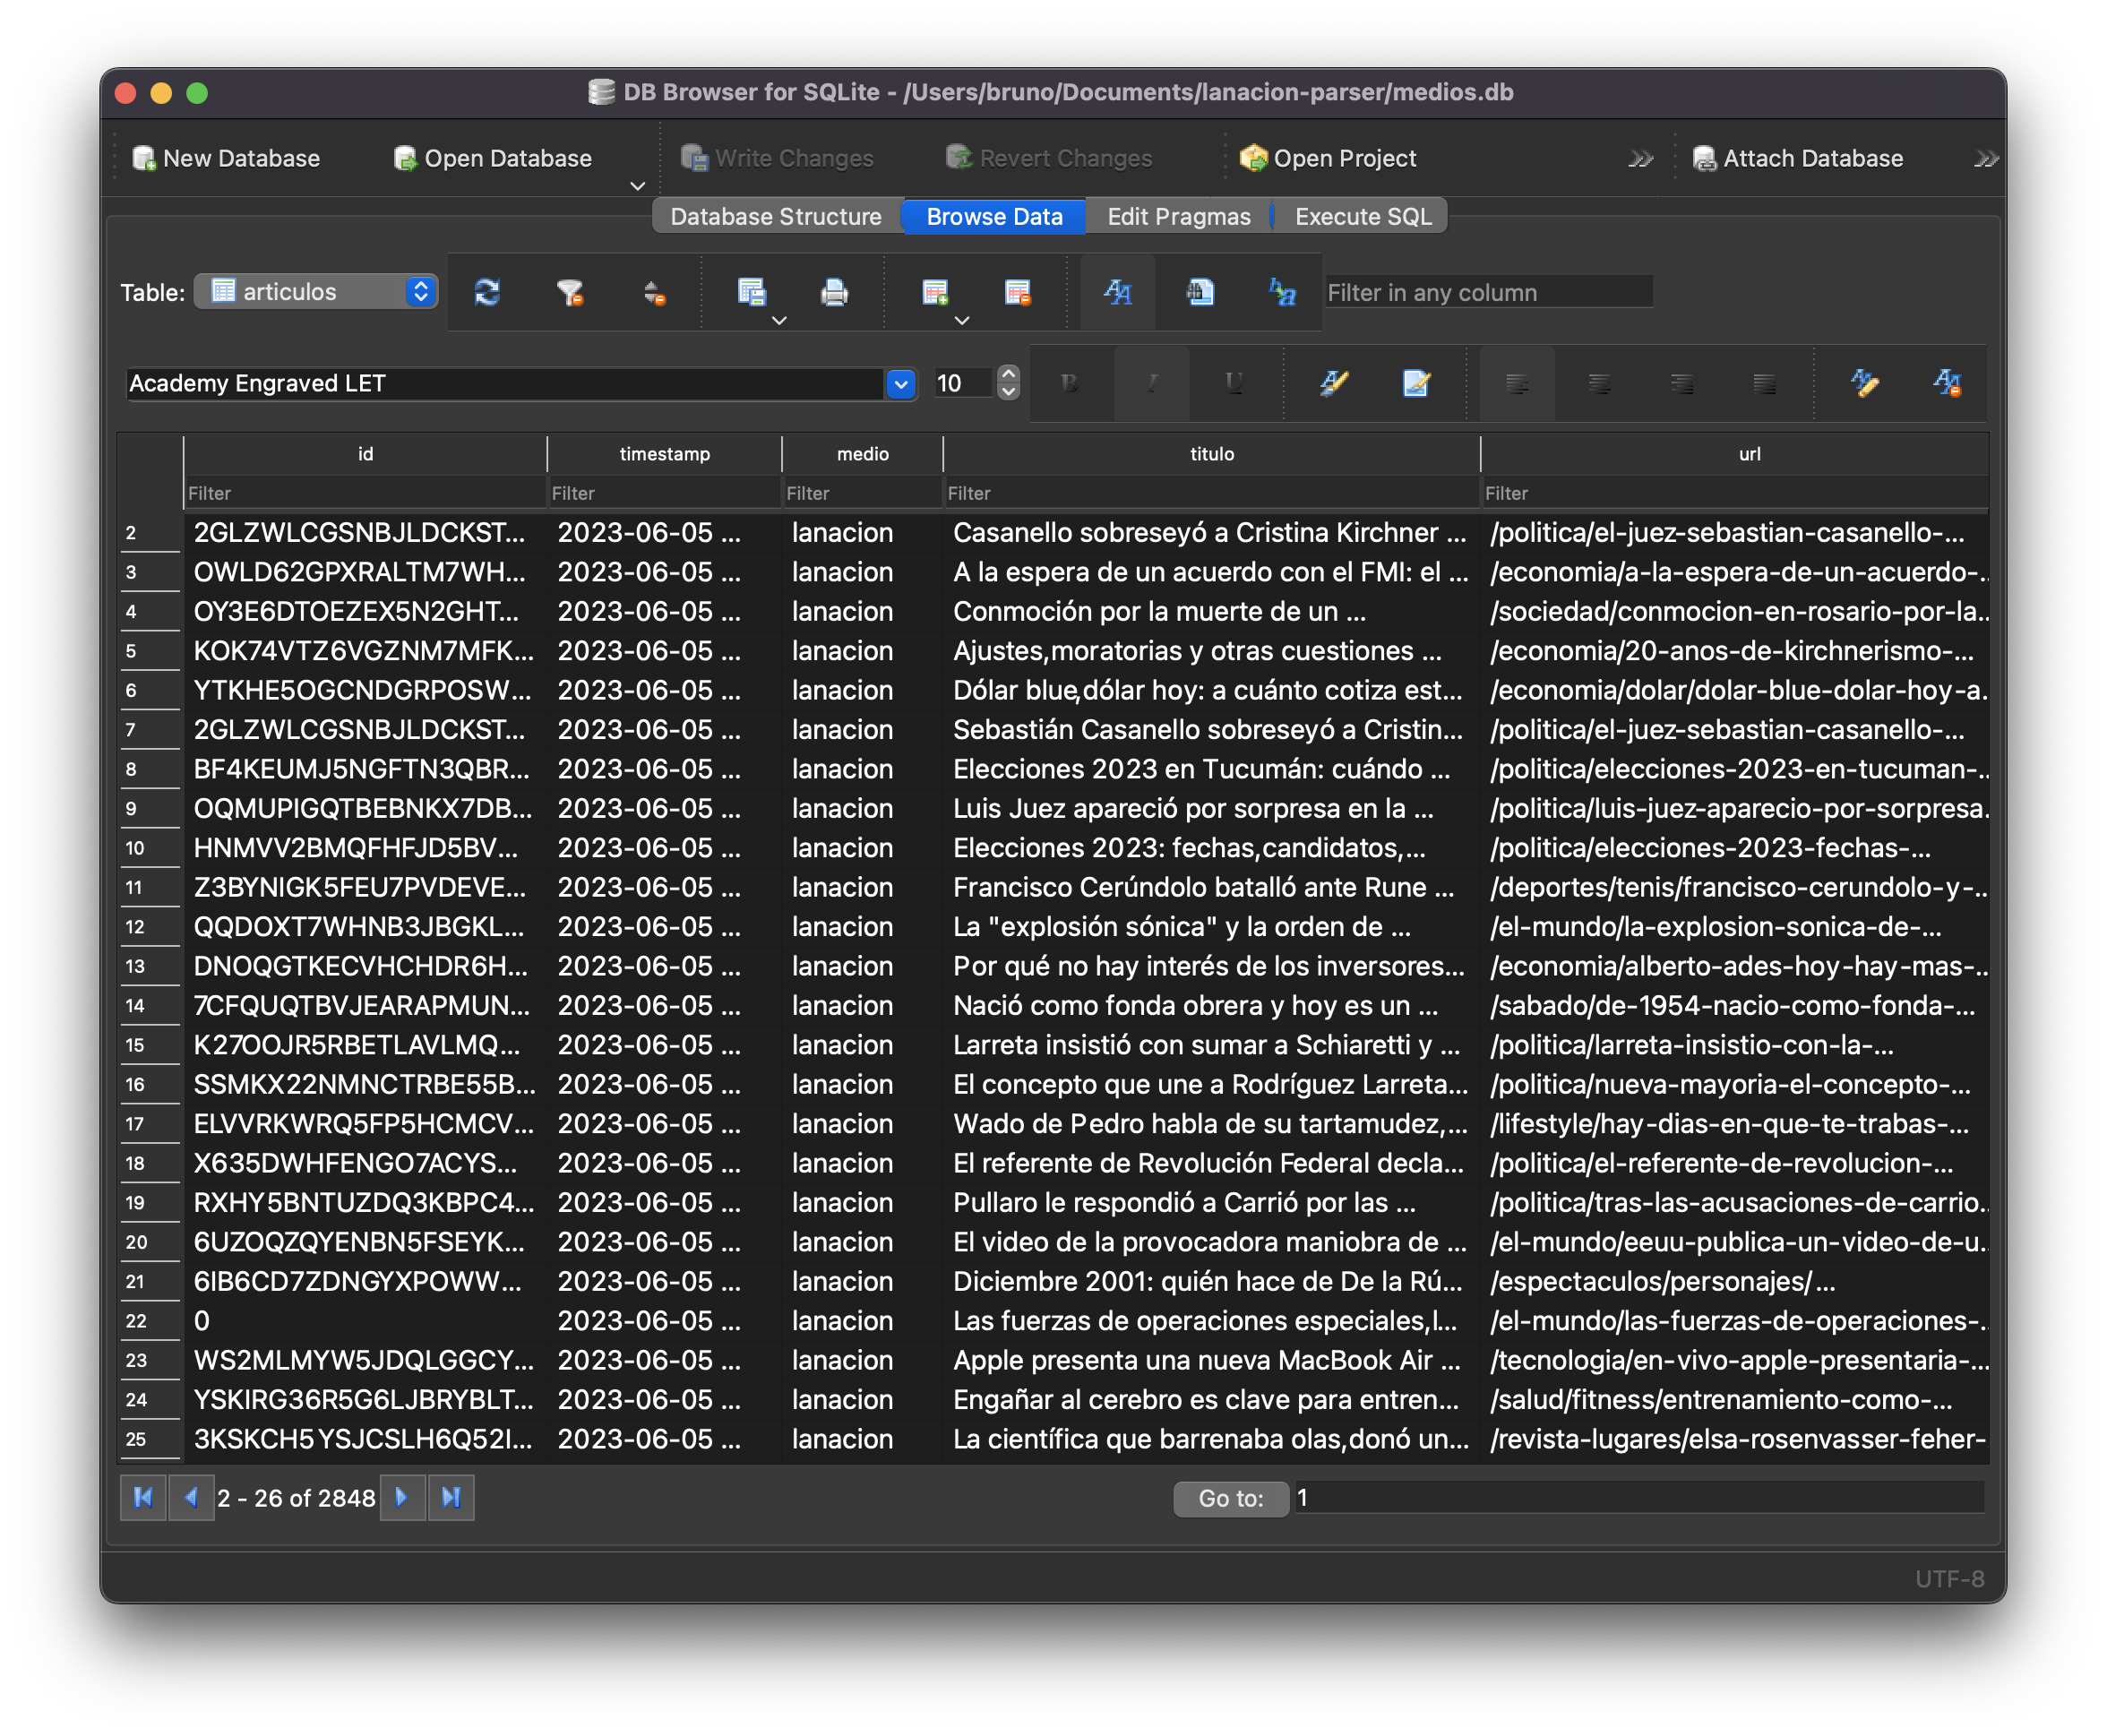 DB Browser for SQLite - /Users/bruno/Documents/lanacion-parser/medios.db
New Database Open Database Write Changes Revert Changes Open Project Attach Database
Database Structure Browse Data Edit Pragmas Execute SQL
Table: articulos Filter in any column
Academy Engraved LET 10 B I U
id timestamp medio titulo url
Filter Filter Filter Filter Filter
2 2GLZWLCGSNBJLDCKST... 2023-06-05 ... lanacion Casanello sobreseyó a Cristina Kirchner ... /politica/el-juez-sebastian-casanello-...
3 OWLD62GPXRALTM7WH... 2023-06-05 ... lanacion A la espera de un acuerdo con el FMI: el ... /economia/a-la-espera-de-un-acuerdo-..
4 OY3E6DTOEZEX5N2GHT... 2023-06-05 ... lanacion Conmoción por la muerte de un ... /sociedad/conmocion-en-rosario-por-la..
5 KOK74VTZ6VGZNM7MFK... 2023-06-05 ... lanacion Ajustes,moratorias y otras cuestiones ... /economia/20-anos-de-kirchnerismo-...
6 YTKHE5OGCNDGRPOSW... 2023-06-05 ... lanacion Dólar blue,dólar hoy: a cuánto cotiza est... /economia/dolar/dolar-blue-dolar-hoy-a.
7 2GLZWLCGSNBJLDCKST... 2023-06-05 ... lanacion Sebastián Casanello sobreseyó a Cristin... /politica/el-juez-sebastian-casanello-...
8 BF4KEUMJ5NGFTN3QBR... 2023-06-05 ... lanacion Elecciones 2023 en Tucumán: cuándo ... /politica/elecciones-2023-en-tucuman-..
9 OQMUPIGQTBEBNKX7DB... 2023-06-05 ... lanacion Luis Juez apareció por sorpresa en la ... /politica/luis-juez-aparecio-por-sorpresa.
10 HNMVV2BMQFHFJD5BV... 2023-06-05 ... lanacion Elecciones 2023: fechas,candidatos,... /politica/elecciones-2023-fechas-...
11 Z3BYNIGK5FEU7PVDEVE... 2023-06-05 ... lanacion Francisco Cerúndolo batalló ante Rune ... /deportes/tenis/francisco-cerundolo-y-..
12 QQDOXT7WHNB3JBGKL... 2023-06-05 ... lanacion La "explosión sónica" y la orden de ... /el-mundo/la-explosion-sonica-de-...
13 DNOQGTKECVHCHDR6H... 2023-06-05 ... lanacion Por qué no hay interés de los inversores... /economia/alberto-ades-hoy-hay-mas-..
14 7CFQUQTBVJEARAPMUN... 2023-06-05 ... lanacion Nació como fonda obrera y hoy es un ... /sabado/de-1954-nacio-como-fonda-...
15 K27OOJR5RBETLAVLMQ... 2023-06-05 ... lanacion Larreta insistió con sumar a Schiaretti y ... /politica/larreta-insistio-con-la-...
16 SSMKX22NMNCTRBE55B... 2023-06-05 ... lanacion El concepto que une a Rodríguez Larreta... /politica/nueva-mayoria-el-concepto-...
17 ELVVRKWRQ5FP5HCMCV... 2023-06-05 ... lanacion Wado de Pedro habla de su tartamudez,... /lifestyle/hay-dias-en-que-te-trabas-...
18 X635DWHFENGO7ACYS... 2023-06-05 ... lanacion El referente de Revolución Federal decla... /politica/el-referente-de-revolucion-...
19 RXHY5BNTUZDQ3KBPC4... 2023-06-05 ... lanacion Pullaro le respondió a Carrió por las ... /politica/tras-las-acusaciones-de-carrio.
20 6UZOQZQYENBN5FSEYK... 2023-06-05 ... lanacion El video de la provocadora maniobra de ... /el-mundo/eeuu-publica-un-video-de-u.
21 6IB6CD7ZDNGYXPOWW... 2023-06-05 ... lanacion Diciembre 2001: quién hace de De la Rú... /espectaculos/personajes/...
22 0 2023-06-05 ... lanacion Las fuerzas de operaciones especiales,l... /el-mundo/las-fuerzas-de-operaciones-.
23 WS2MLMYW5JDQLGGCY... 2023-06-05 ... lanacion Apple presenta una nueva MacBook Air ... /tecnologia/en-vivo-apple-presentaria-...
24 YSKIRG36R5G6LJBRYBLT... 2023-06-05 ... lanacion Engañar al cerebro es clave para entren... /salud/fitness/entrenamiento-como-...
25 3KSKCH5YSJCSLH6Q52I... 2023-06-05 ... lanacion La científica que barrenaba olas,donó un... /revista-lugares/elsa-rosenvasser-feher-
2 - 26 of 2848 Go to: 1
UTF-8